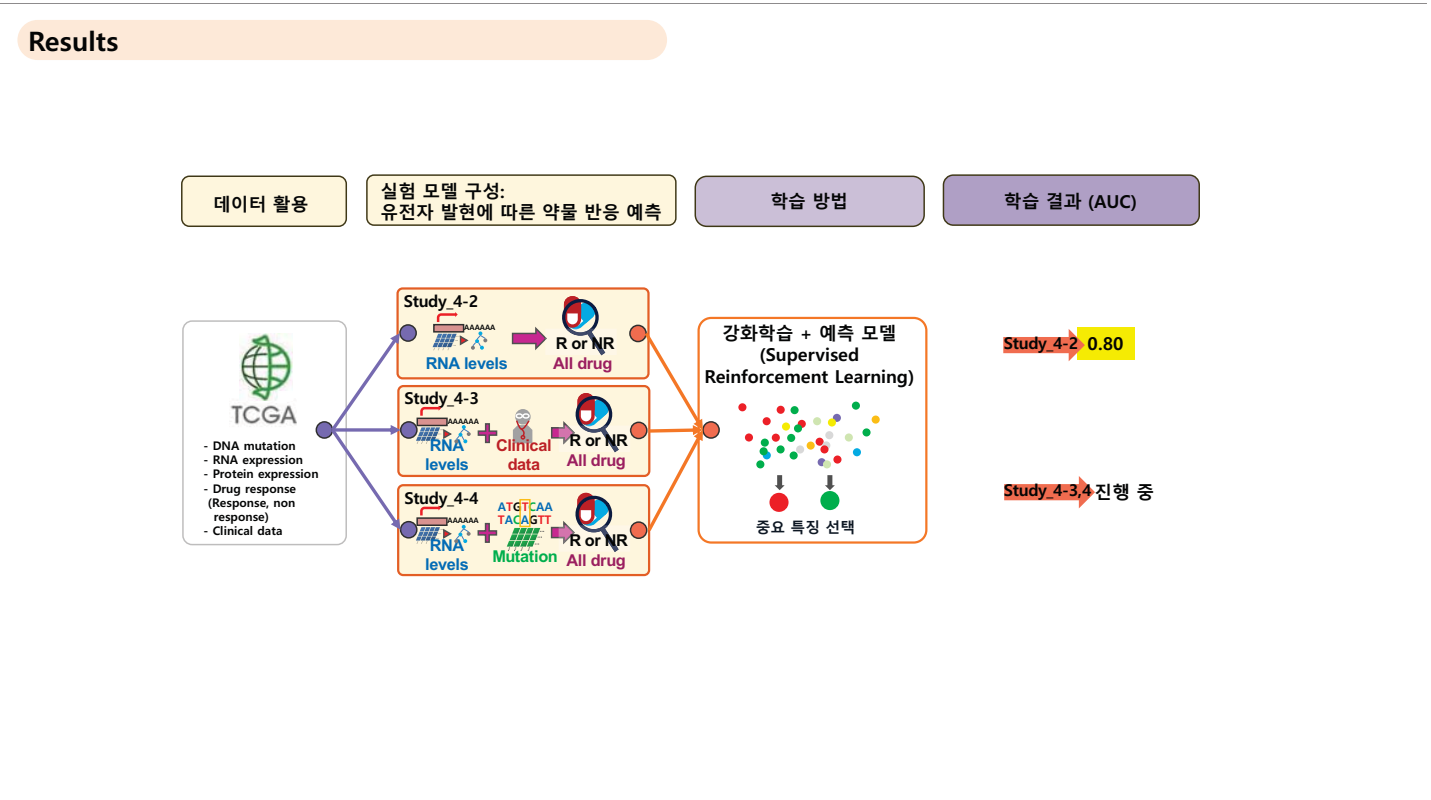 Results
데이터 활용
실험 모델 구성:
유전자 발현에 따른 약물 반응 예측
학습 방법
학습 결과 (AUC)
TCGA
- DNA mutation
- RNA expression
- Protein expression
- Drug response
(Response, non
response)
- Clinical data
Study_4-2
AAAAAA
RNA levels
R or NR
All drug
Study_4-3
AAAAAA
RNA
levels
Clinical
data
R or NR
All drug
Study_4-4
AAAAAA
RNA
levels
ATGTCAA
TACAGTT
Mutation
R or NR
All drug
강화학습 + 예측 모델
(Supervised
Reinforcement Learning)
중요 특징 선택
Study_4-2 0.80
Study_4-3,4 진행 중